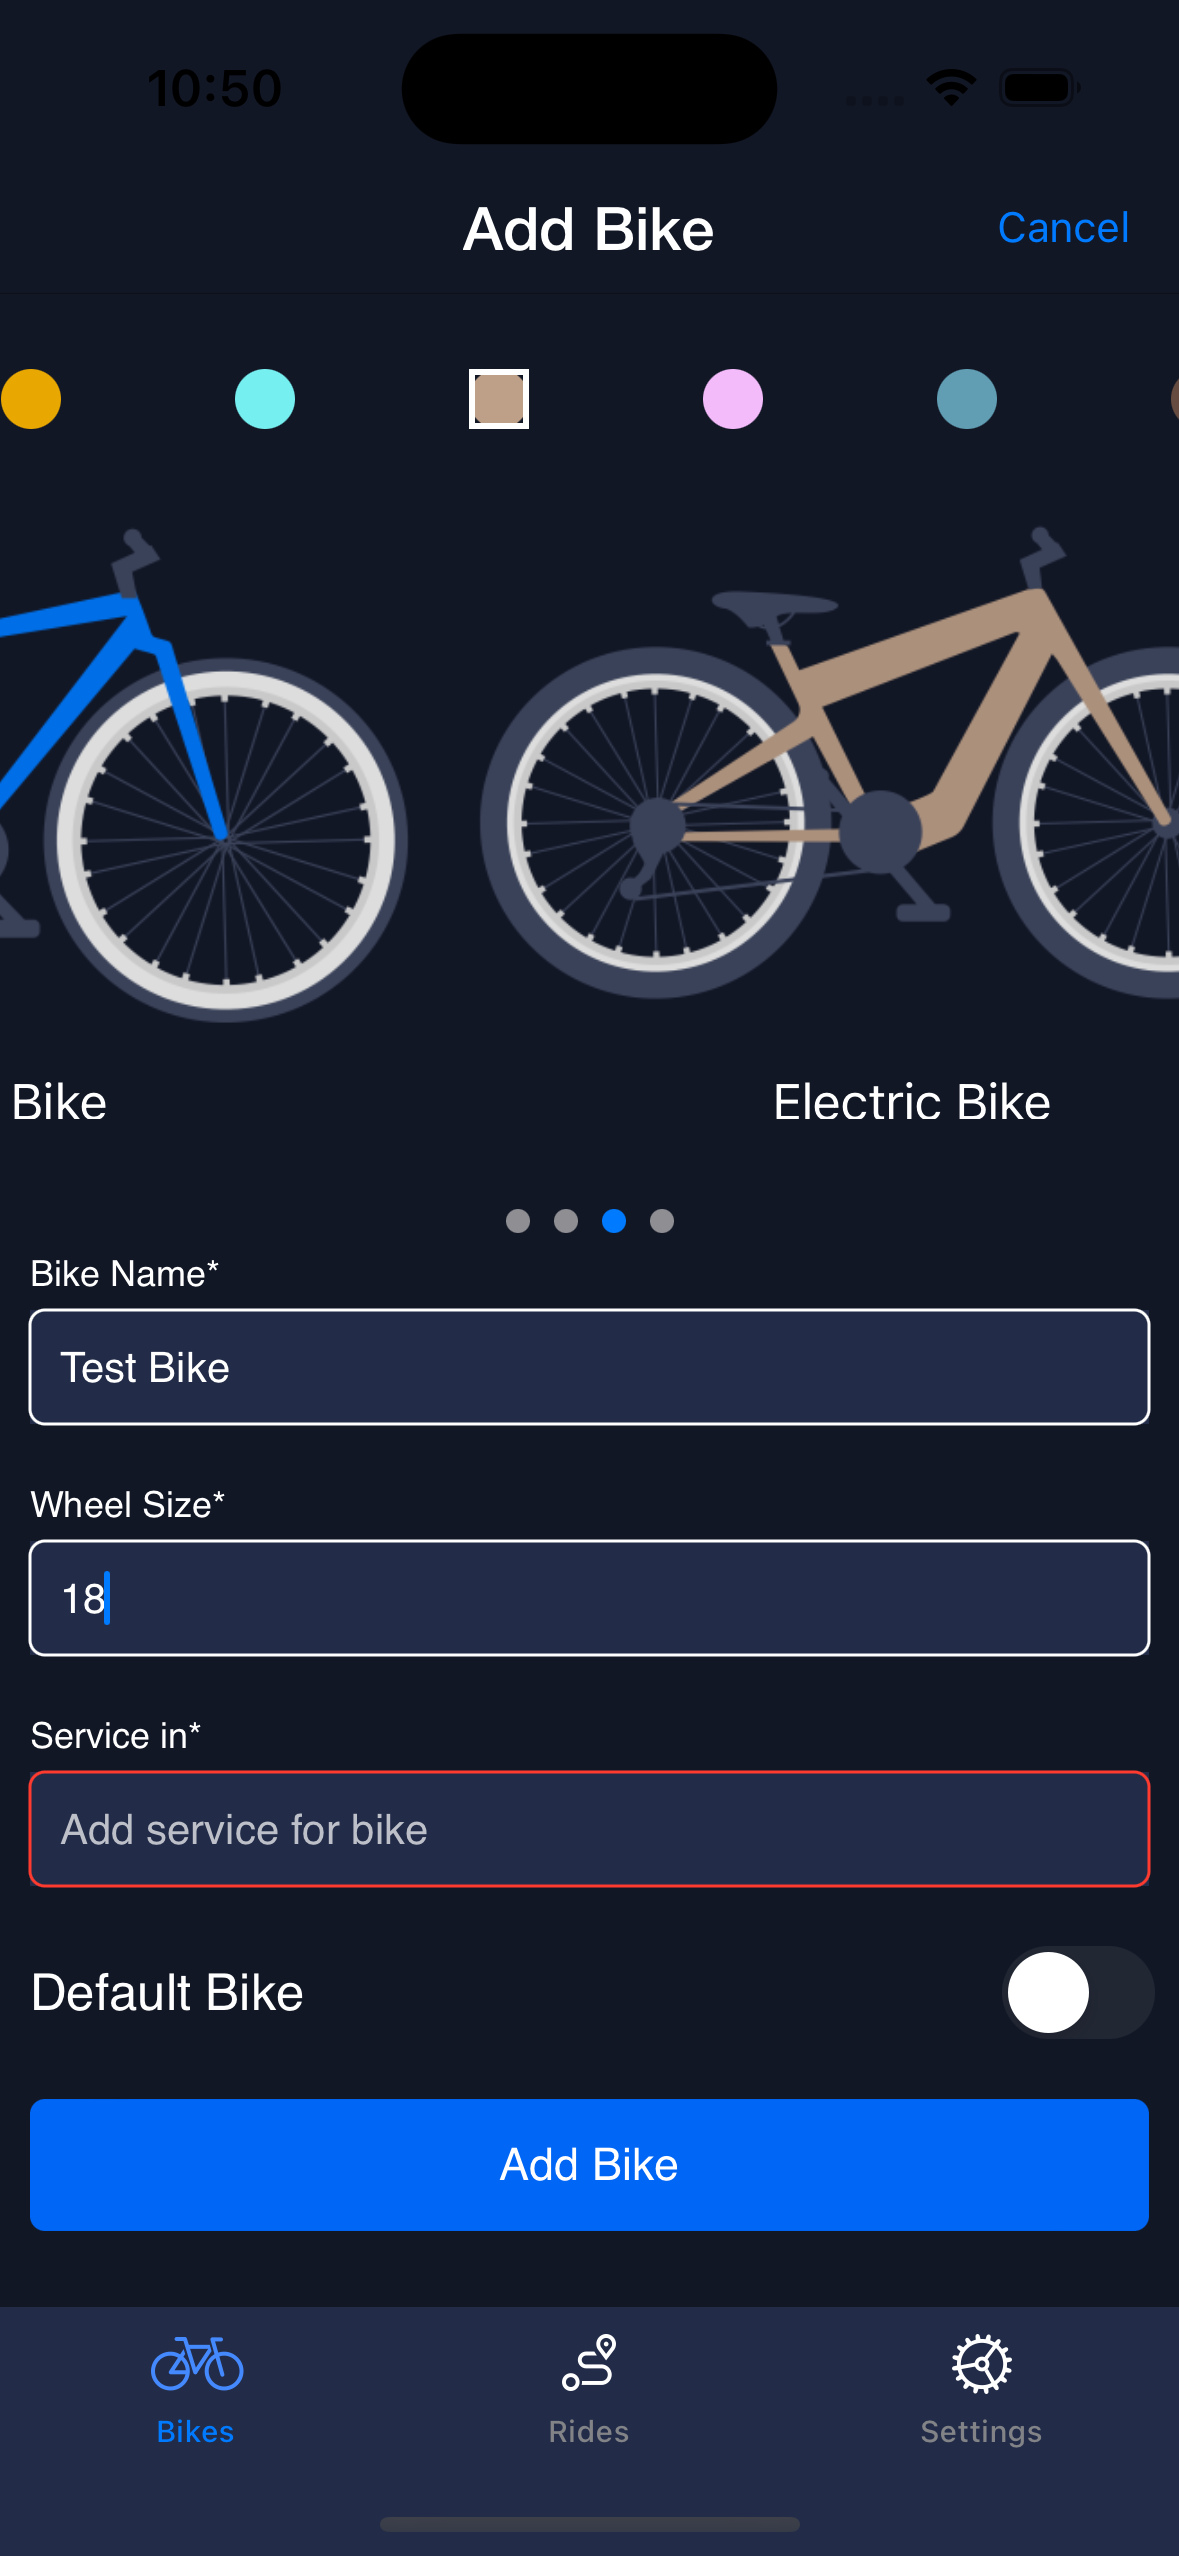 10:50
Add Bike
Cancel
Bike
Electric Bike
Bike Name*
Test Bike
Wheel Size*
18
Service in*
Add service for bike
Default Bike
Add Bike
Bikes
Rides
Settings